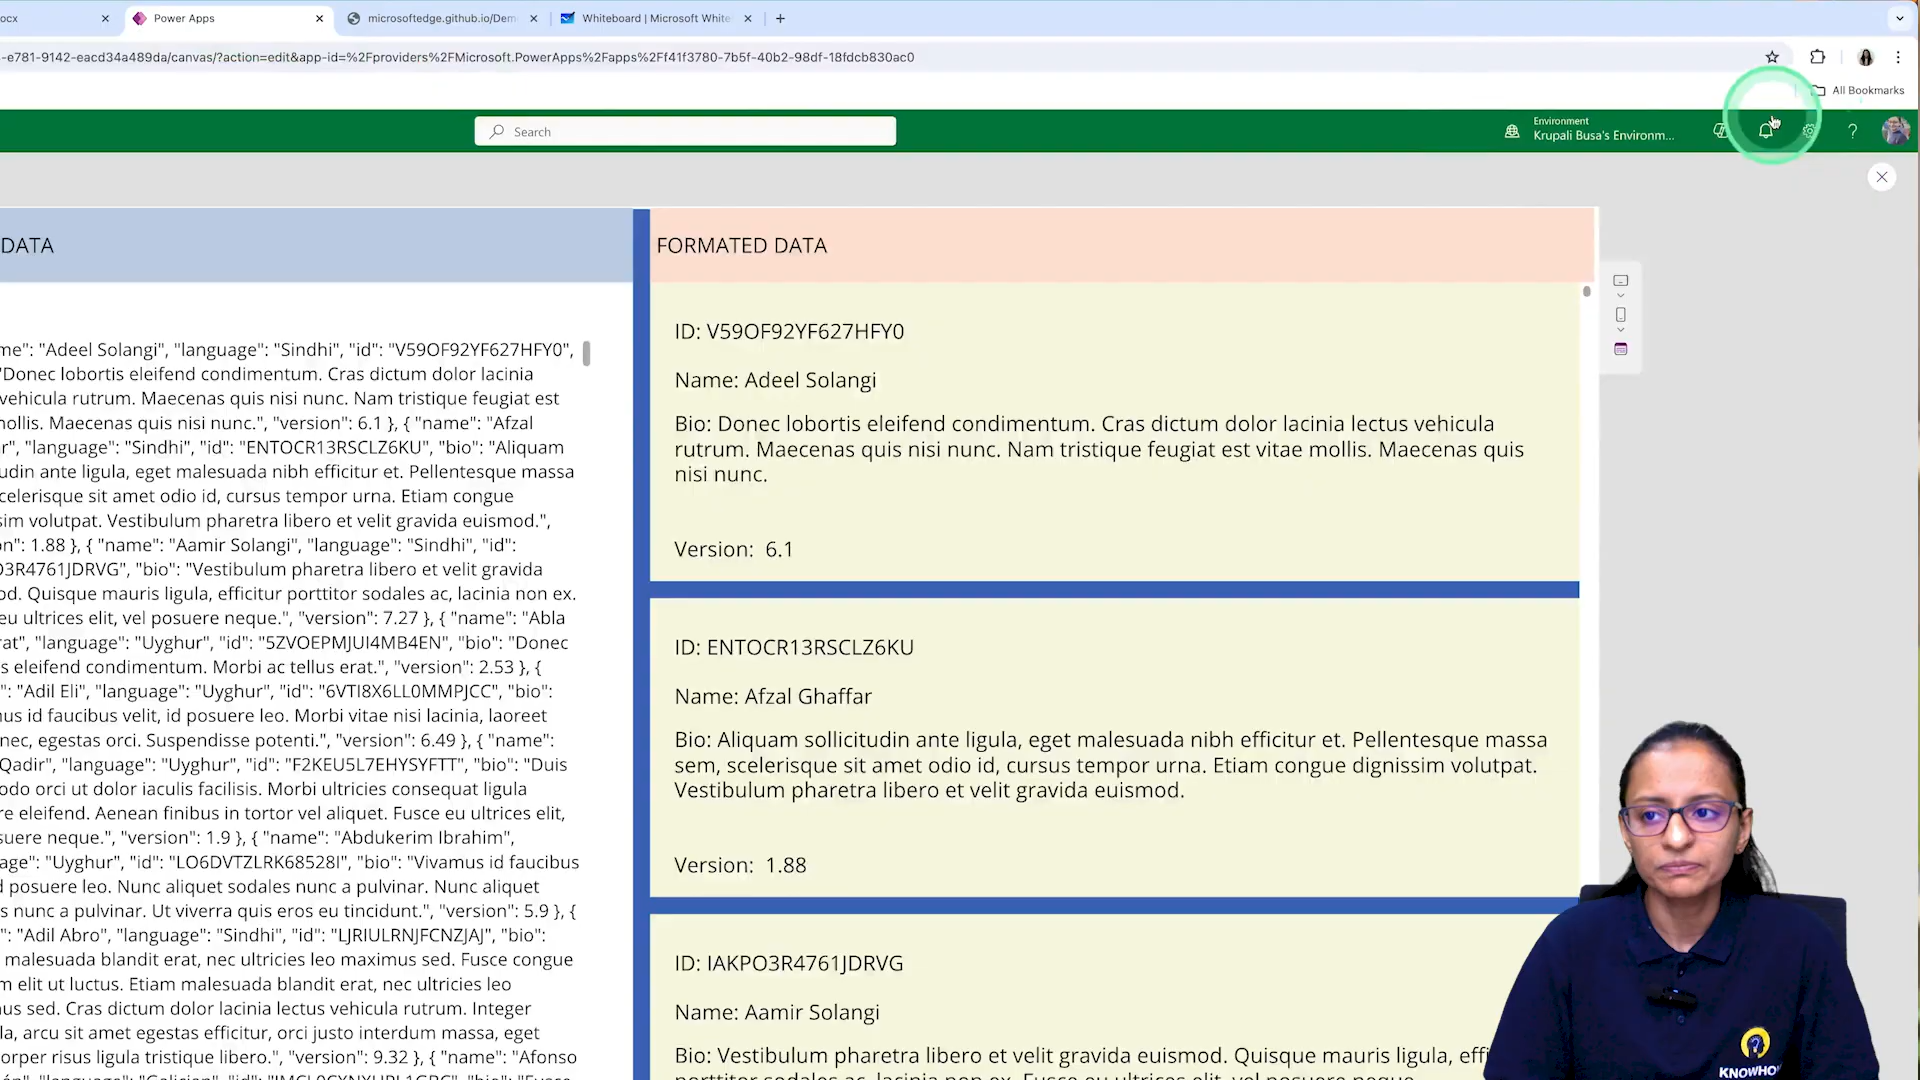 ocx
Power Apps
microsoftedge.github.io/Dem
Whiteboard | Microsoft White
-e781-9142-eacd34a489da/canvas/?action=edit&app-id=%2Fproviders%2FMicrosoft.PowerApps%2Fapps%2Ff41f3780-7b5f-40b2-98df-18fdcb830ac0
All Bookmarks
Search
Environment
Krupali Busa's Environm...
DATA
me": "Adeel Solangi", "language": "Sindhi", "id": "V59OF92YF627HFY0",
"Donec lobortis eleifend condimentum. Cras dictum dolor lacinia
vehicula rutrum. Maecenas quis nisi nunc. Nam tristique feugiat est
mollis. Maecenas quis nisi nunc.", "version": 6.1 }, { "name": "Afzal
r", "language": "Sindhi", "id": "ENTOCR13RSCLZ6KU", "bio": "Aliquam
udin ante ligula, eget malesuada nibh efficitur et. Pellentesque massa
scelerisque sit amet odio id, cursus tempor urna. Etiam congue
sim volutpat. Vestibulum pharetra libero et velit gravida euismod.",
n": 1.88 }, { "name": "Aamir Solangi", "language": "Sindhi", "id":
O3R4761JDRVG", "bio": "Vestibulum pharetra libero et velit gravida
od. Quisque mauris ligula, efficitur porttitor sodales ac, lacinia non ex.
eu ultrices elit, vel posuere neque.", "version": 7.27 }, { "name": "Abla
rat", "language": "Uyghur", "id": "5ZVOEPMJUI4MB4EN", "bio": "Donec
s eleifend condimentum. Morbi ac tellus erat.", "version": 2.53 }, {
": "Adil Eli", "language": "Uyghur", "id": "6VTI8X6LL0MMPJCC", "bio":
us id faucibus velit, id posuere leo. Morbi vitae nisi lacinia, laoreet
nec, egestas orci. Suspendisse potenti.", "version": 6.49 }, { "name":
Qadir", "language": "Uyghur", "id": "F2KEU5L7EHYSYFTT", "bio": "Duis
odo orci ut dolor iaculis facilisis. Morbi ultricies consequat ligula
re eleifend. Aenean finibus in tortor vel aliquet. Fusce eu ultrices elit,
suere neque.", "version": 1.9 }, { "name": "Abdukerim Ibrahim",
age": "Uyghur", "id": "LO6DVTZLRK68528I", "bio": "Vivamus id faucibus
d posuere leo. Nunc aliquet sodales nunc a pulvinar. Nunc aliquet
s nunc a pulvinar. Ut viverra quis eros eu tincidunt.", "version": 5.9 }, {
": "Adil Abro", "language": "Sindhi", "id": "LJRIULRNJFCNZJAJ", "bio":
malesuada blandit erat, nec ultricies leo maximus sed. Fusce congue
m elit ut luctus. Etiam malesuada blandit erat, nec ultricies leo
mus sed. Cras dictum dolor lacinia lectus vehicula rutrum. Integer
la, arcu sit amet egestas efficitur, orci justo interdum massa, eget
orper risus ligula tristique libero.", "version": 9.32 }, { "name": "Afonso
FORMATED DATA
ID: V59OF92YF627HFY0
Name: Adeel Solangi
Bio: Donec lobortis eleifend condimentum. Cras dictum dolor lacinia lectus vehicula
rutrum. Maecenas quis nisi nunc. Nam tristique feugiat est vitae mollis. Maecenas quis
nisi nunc.
Version: 6.1
ID: ENTOCR13RSCLZ6KU
Name: Afzal Ghaffar
Bio: Aliquam sollicitudin ante ligula, eget malesuada nibh efficitur et. Pellentesque massa
sem, scelerisque sit amet odio id, cursus tempor urna. Etiam congue dignissim volutpat.
Vestibulum pharetra libero et velit gravida euismod.
Version: 1.88
ID: IAKPO3R4761JDRVG
Name: Aamir Solangi
Bio: Vestibulum pharetra libero et velit gravida euismod. Quisque mauris ligula, effi
KNOWHO